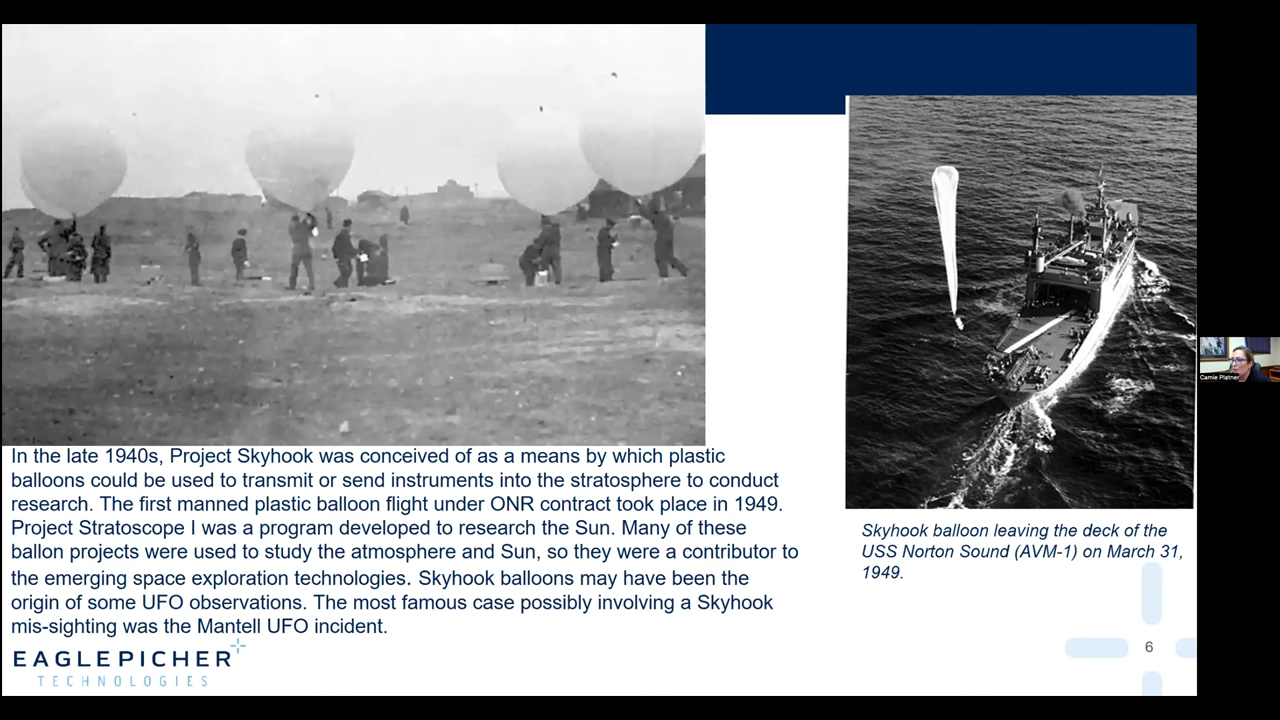 In the late 1940s, Project Skyhook was conceived of as a means by which plastic
balloons could be used to transmit or send instruments into the stratosphere to conduct
research. The first manned plastic balloon flight under ONR contract took place in 1949.
Project Stratoscope I was a program developed to research the Sun. Many of these
ballon projects were used to study the atmosphere and Sun, so they were a contributor to
the emerging space exploration technologies. Skyhook balloons may have been the
origin of some UFO observations. The most famous case possibly involving a Skyhook
mis-sighting was the Mantell UFO incident.
Skyhook balloon leaving the deck of the
USS Norton Sound (AVM-1) on March 31,
1949.
EAGLEPICHER
TECHNOLOGIES
6
Camie Platner